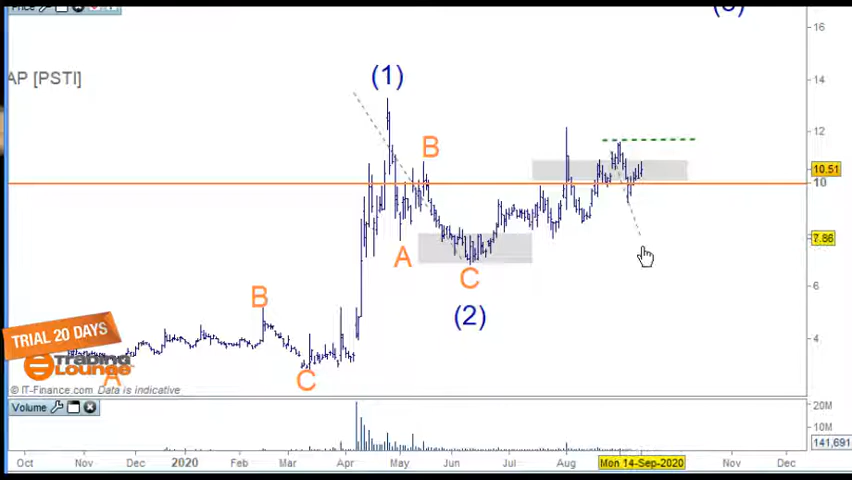 Price
(3)
16
AP [PSTI]
14
(1)
12
B
10.51
10
A
7.86
C
6
(2)
B
4
TRIAL 20 DAYS
Trading
Lounge
A
C
© IT-Finance.com Data is indicative
Volume
20M
10M
141,691
Oct Nov Dec 2020 Feb Mar Apr May Jun Jul Aug Mon 14-Sep-2020 Nov Dec